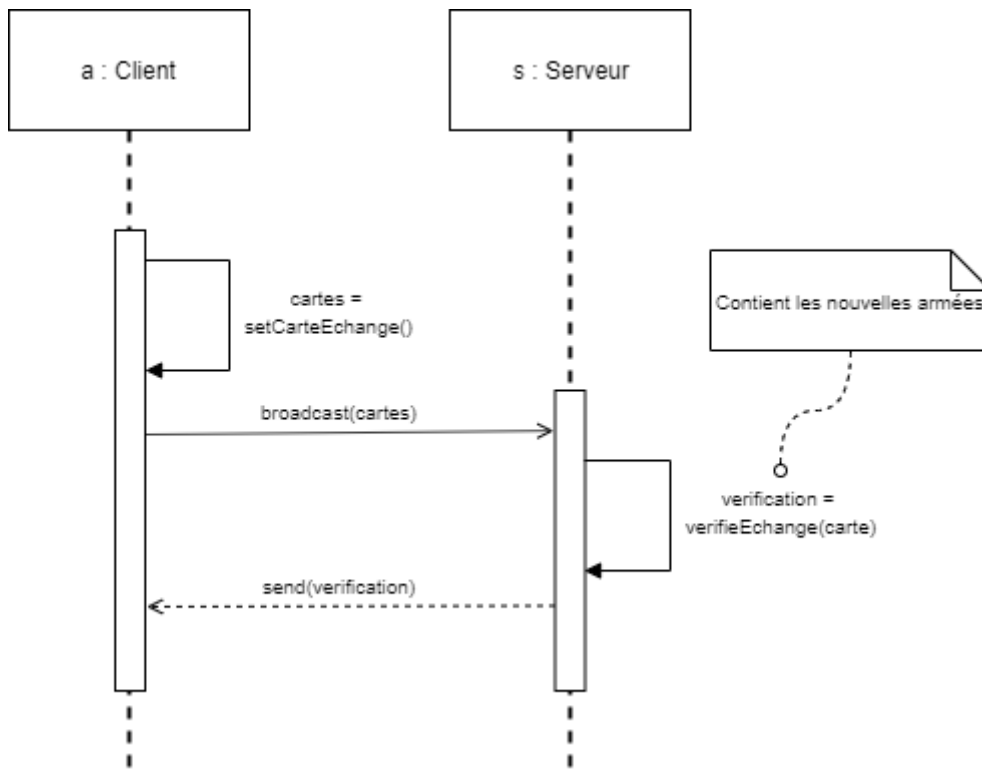 a : Client
s : Serveur
cartes =
setCarteEchange()
Contient les nouvelles armées
broadcast(cartes)
verification =
verifieEchange(carte)
send(verification)